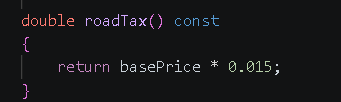 double roadTax() const
{
    return basePrice * 0.015;
}